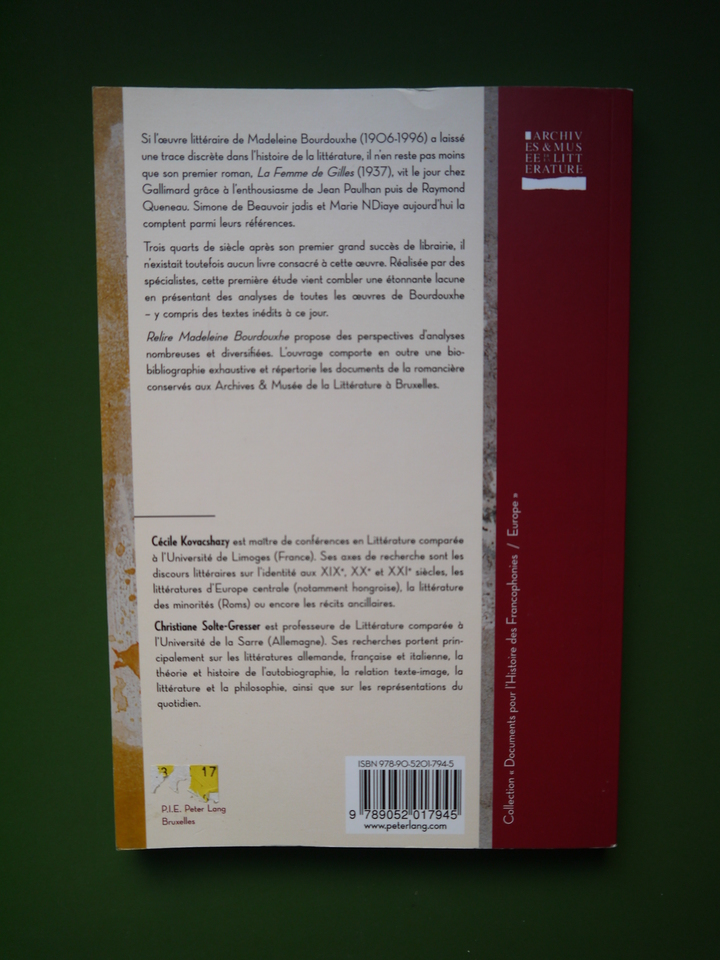 Si l'œuvre littéraire de Madeleine Bourdouxhe (1906-1996) a laissé
une trace discrète dans l'histoire de la littérature, il n'en reste pas moins
que son premier roman, La Femme de Gilles (1937), vit le jour chez
Gallimard grâce à l'enthousiasme de Jean Paulhan puis de Raymond
Queneau. Simone de Beauvoir jadis et Marie NDiaye aujourd'hui la
comptent parmi leurs références.
Trois quarts de siècle après son premier grand succès de librairie, il
n'existait toutefois aucun livre consacré à cette œuvre. Réalisée par des
spécialistes, cette première étude vient combler une étonnante lacune
en présentant des analyses de toutes les œuvres de Bourdouxhe
– y compris des textes inédits à ce jour.
Relire Madeleine Bourdouxhe propose des perspectives d'analyses
nombreuses et diversifiées. L'ouvrage comporte en outre une bio-
bibliographie exhaustive et répertorie les documents de la romancière
conservés aux Archives & Musée de la Littérature à Bruxelles.
Cécile Kovacshazy est maître de conférences en Littérature comparée
à l'Université de Limoges (France). Ses axes de recherche sont les
discours littéraires sur l'identité aux XIXe, XXe et XXIe siècles, les
littératures d'Europe centrale (notamment hongroise), la littérature
des minorités (Roms) ou encore les récits ancillaires.
Christiane Solte-Gresser est professeure de Littérature comparée à
l'Université de la Sarre (Allemagne). Ses recherches portent prin-
cipalement sur les littératures allemande, française et italienne, la
théorie et histoire de l'autobiographie, la relation texte-image, la
littérature et la philosophie, ainsi que sur les représentations du
quotidien.
3 17
P.I.E. Peter Lang
Bruxelles
ISBN 978-90-5201-794-5
9 789052 017945
www.peterlang.com
ARCHIV
ES & MUS
EE DE LA LITT
ERATURE
Collection « Documents pour l'Histoire des Francophonies / Europe »